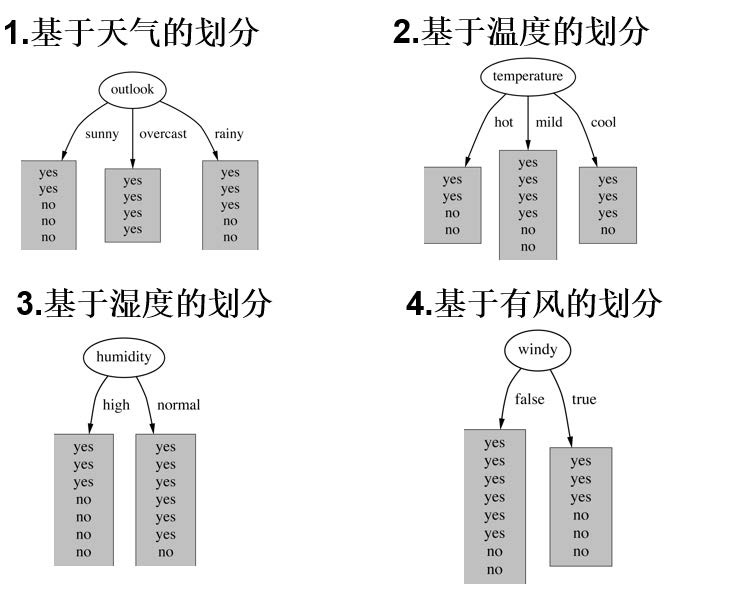 1.基于天气的划分
outlook
sunny overcast rainy
yes
yes
no
no
no
yes
yes
yes
yes
yes
yes
yes
no
no
2.基于温度的划分
temperature
hot mild cool
yes
yes
no
no
yes
yes
yes
yes
no
no
yes
yes
yes
no
3.基于湿度的划分
humidity
high normal
yes
yes
yes
no
no
no
no
yes
yes
yes
yes
yes
yes
no
4.基于有风的划分
windy
false true
yes
yes
yes
yes
yes
yes
no
no
yes
yes
yes
no
no
no